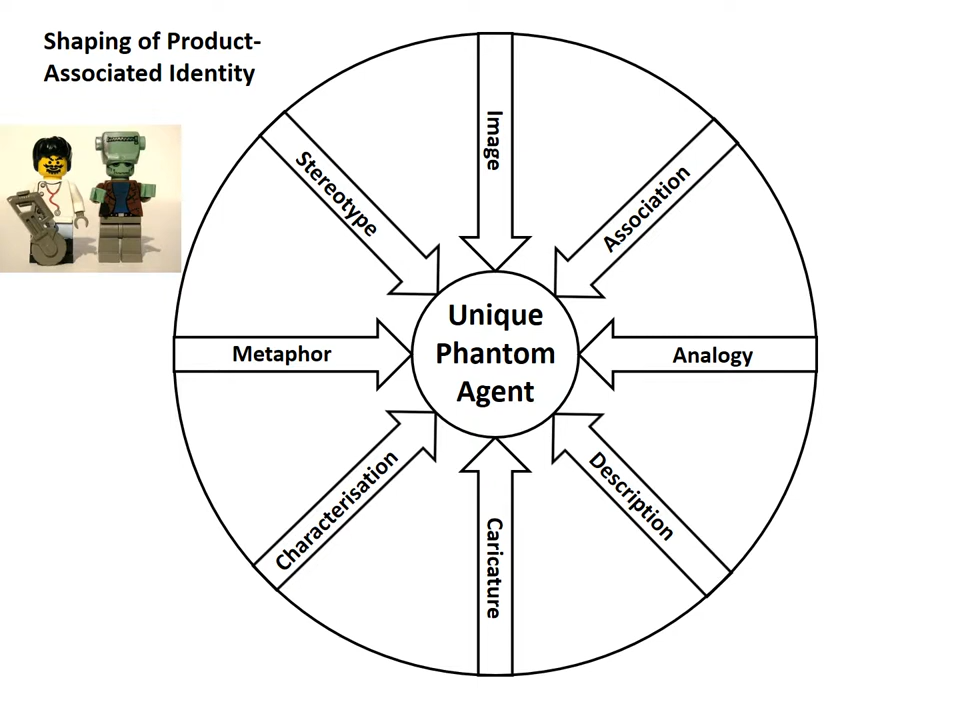 Shaping of Product-
Associated Identity
Image
Stereotype
Association
Unique
Phantom
Agent
Metaphor
Analogy
Characterisation
Description
Caricature